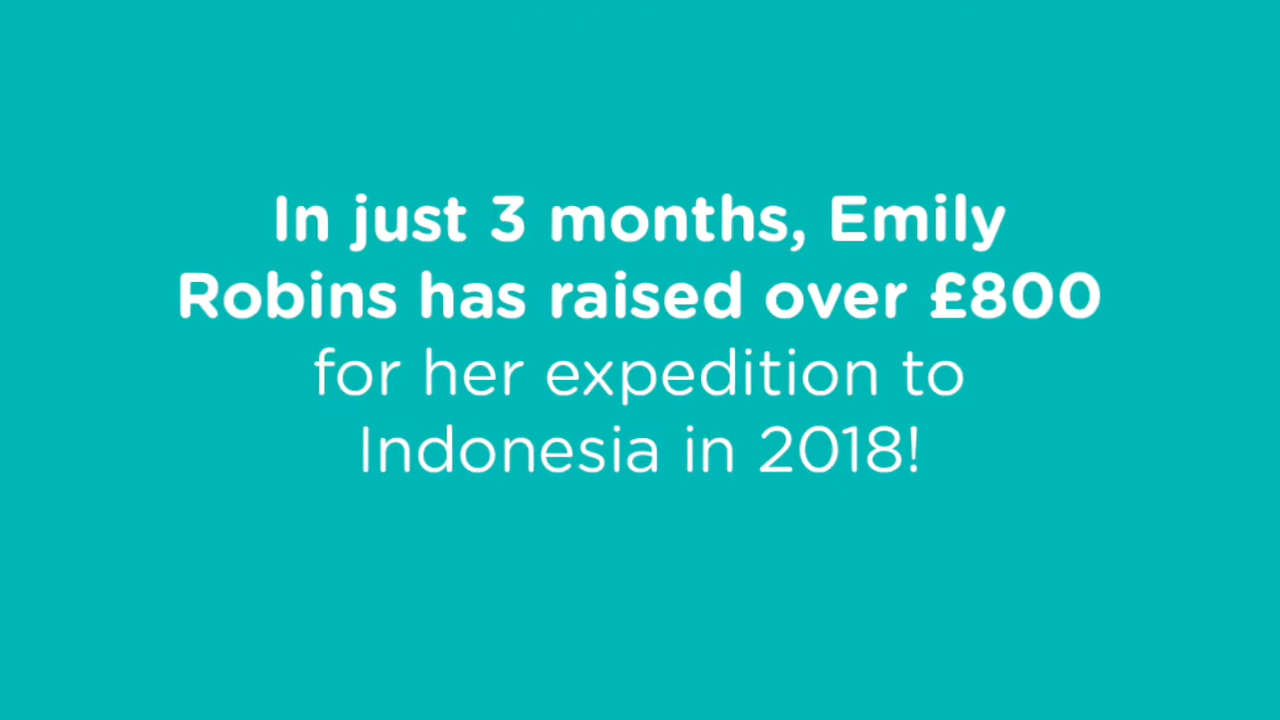 In just 3 months, Emily
Robins has raised over £800
for her expedition to
Indonesia in 2018!